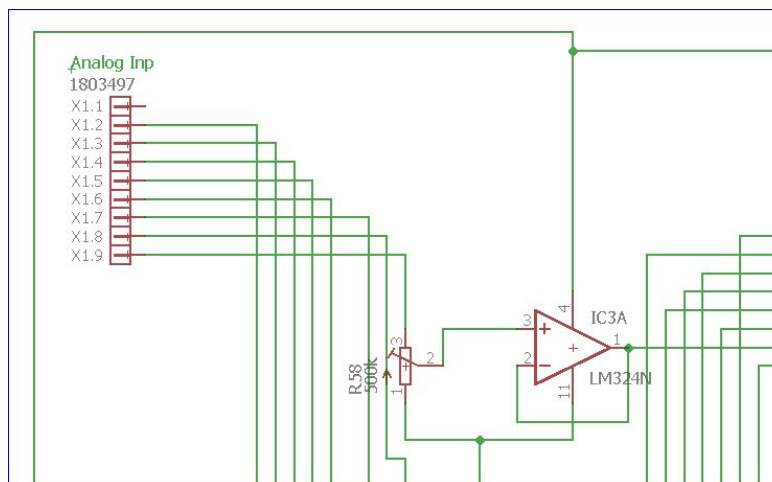 Analog Inp
1803497
X1.1
X1.2
X1.3
X1.4
X1.5
X1.6
X1.7
X1.8
X1.9
R58
500k
3
2
1
3
2
4
11
1
IC3A
LM324N